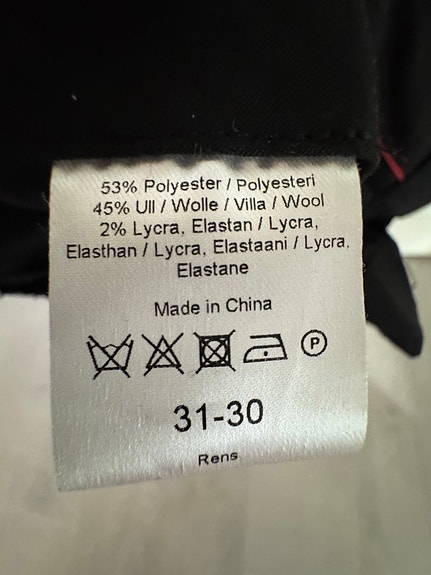 53% Polyester / Polyesteri
45% Ull / Wolle / Villa / Wool
2% Lycra, Elastan / Lycra,
Elasthan / Lycra, Elastaani / Lycra,
Elastane
Made in China
P
31-30
Rens